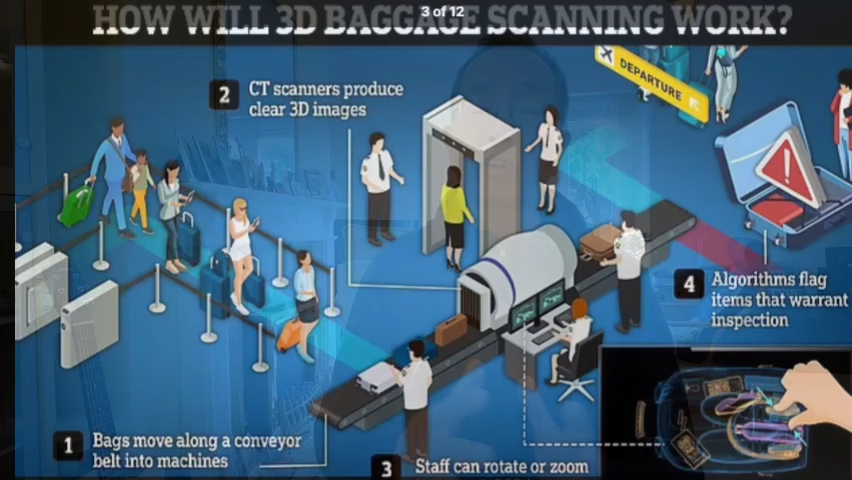 3 of 12
HOW WILL 3D BAGGAGE SCANNING WORK?
DEPARTURE
2
CT scanners produce
clear 3D images
4
Algorithms flag
items that warrant
inspection
1
Bags move along a conveyor
belt into machines
3
Staff can rotate or zoom